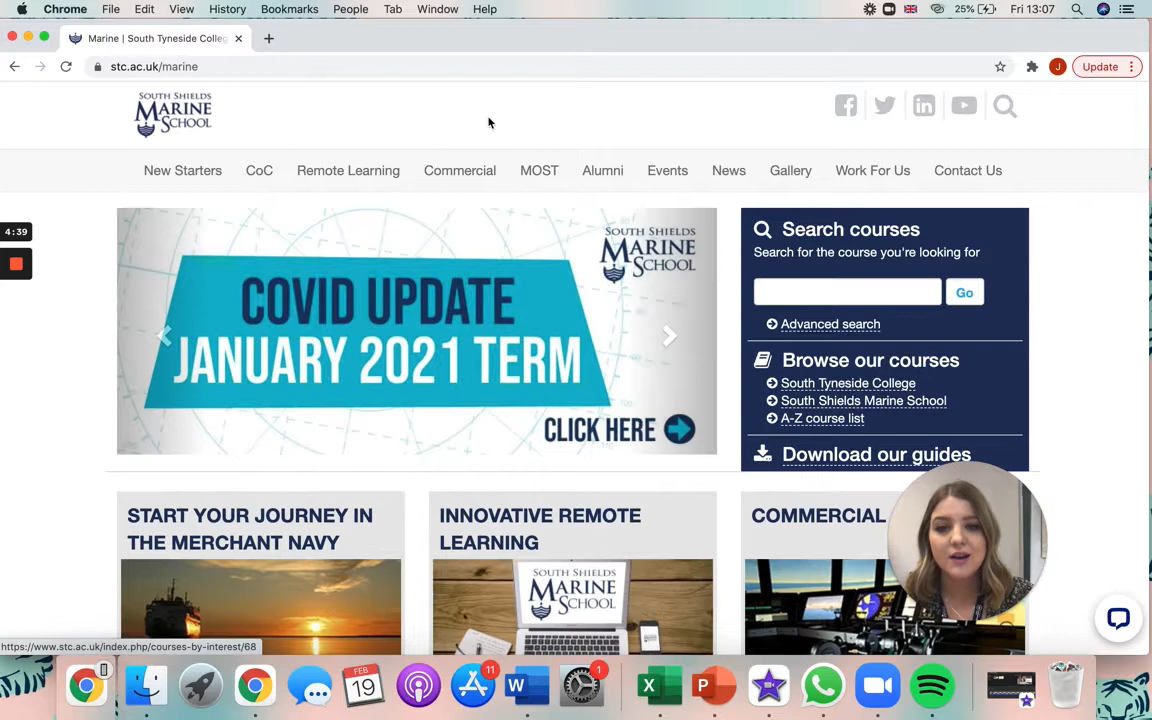 Chrome File Edit View History Bookmarks People Tab Window Help 25% Fri 13:07
Marine | South Tyneside Colleg
stc.ac.uk/marine
J
Update
SOUTH SHIELDS
MARINE
SCHOOL
New Starters CoC Remote Learning Commercial MOST Alumni Events News Gallery Work For Us Contact Us
4:39
SOUTH SHIELDS
MARINE
SCHOOL
COVID UPDATE
JANUARY 2021 TERM
CLICK HERE
Search courses
Search for the course you're looking for
Go
Advanced search
Browse our courses
South Tyneside College
South Shields Marine School
A-Z course list
Download our guides
START YOUR JOURNEY IN
THE MERCHANT NAVY
INNOVATIVE REMOTE
LEARNING
SOUTH SHIELDS
MARINE
SCHOOL
COMMERCIAL
https://www.stc.ac.uk/index.php/courses-by-interest/68
FEB
19
11
W
1
X
P